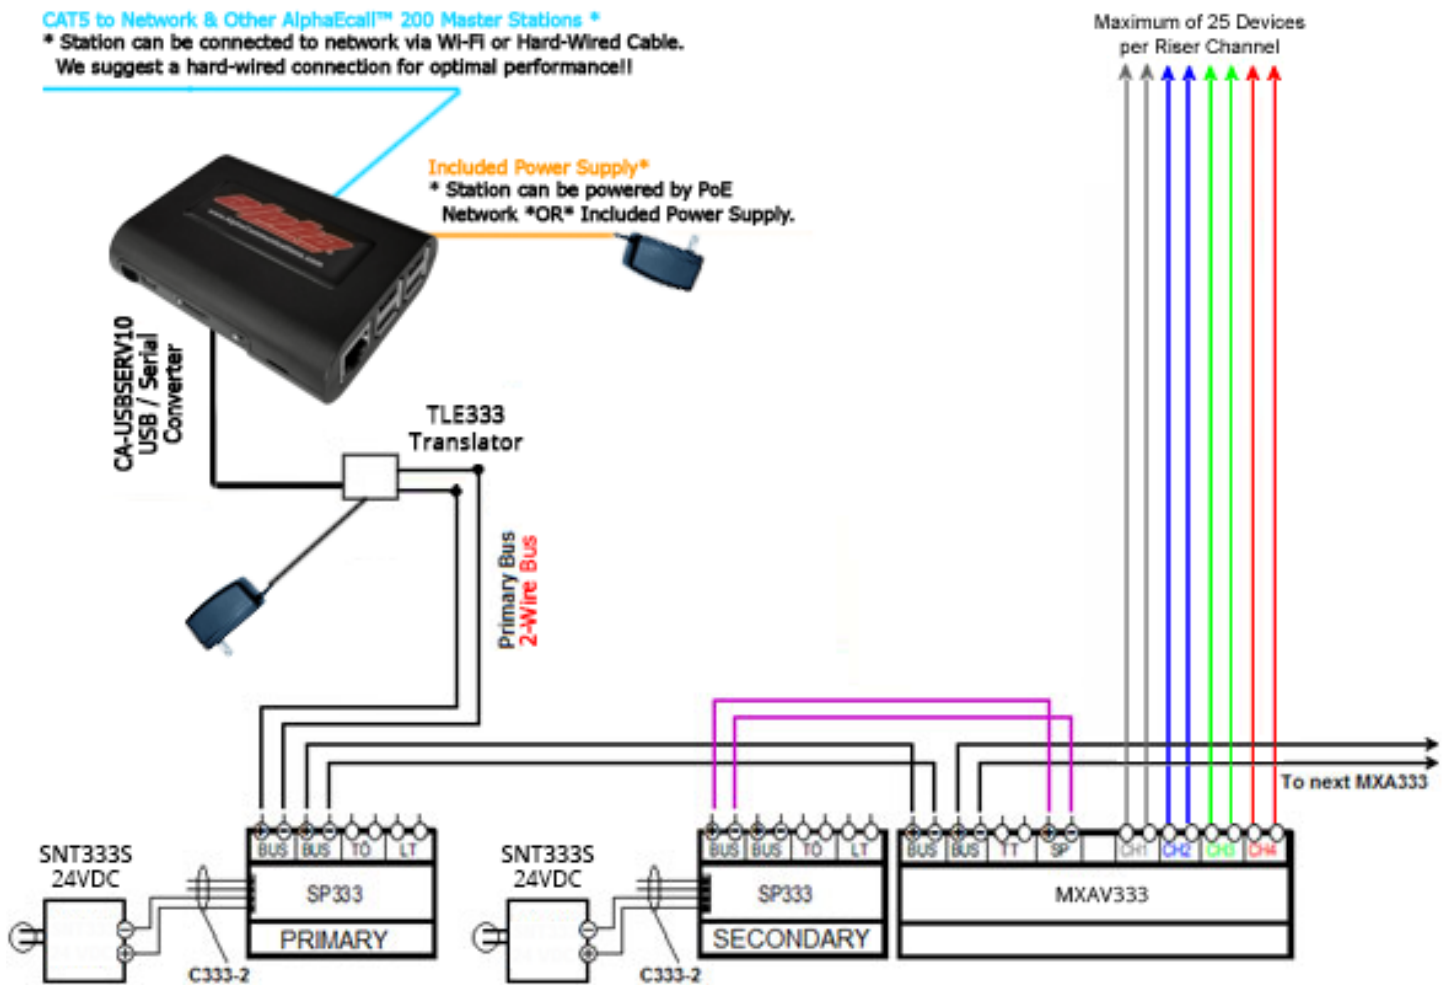 CAT5 to Network & Other AlphaEcall™ 200 Master Stations *
* Station can be connected to network via Wi-Fi or Hard-Wired Cable.
We suggest a hard-wired connection for optimal performance!!
Maximum of 25 Devices
per Riser Channel
Included Power Supply*
* Station can be powered by PoE
Network *OR* Included Power Supply.
alpha
www.AlphaCommunications.com
CA-USBSERV10
USB / Serial
Converter
TLE333
Translator
Primary Bus
2-Wire Bus
To next MXA333
SNT333S
24VDC
BUS BUS TO LT
SP333
PRIMARY
C333-2
SNT333S
24VDC
BUS BUS TO LT
SP333
SECONDARY
C333-2
BUS BUS TT SP CH1 CH2 CH3 CH4
MXAV333